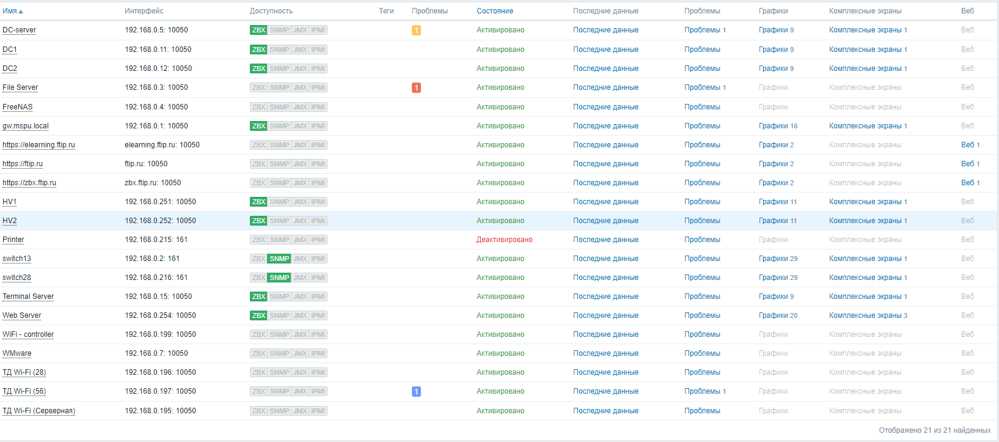 Имя Интерфейс Доступность Теги Проблемы Состояние Последние данные Проблемы Графики Комплексные экраны Веб
DC-server 192.168.0.5: 10050 ZBX SNMP JMX IPMI 1 Активировано Последние данные Проблемы 1 Графики 9 Комплексные экраны 1 Веб
DC1 192.168.0.11: 10050 ZBX SNMP JMX IPMI Активировано Последние данные Проблемы Графики 9 Комплексные экраны 1 Веб
DC2 192.168.0.12: 10050 ZBX SNMP JMX IPMI Активировано Последние данные Проблемы Графики 9 Комплексные экраны 1 Веб
File Server 192.168.0.3: 10050 ZBX SNMP JMX IPMI 1 Активировано Последние данные Проблемы 1 Графики Комплексные экраны Веб
FreeNAS 192.168.0.4: 10050 ZBX SNMP JMX IPMI Активировано Последние данные Проблемы Графики Комплексные экраны Веб
gw.mspu.local 192.168.0.1: 10050 ZBX SNMP JMX IPMI Активировано Последние данные Проблемы Графики 16 Комплексные экраны 1 Веб
https://elearning.ftip.ru elearning.ftip.ru: 10050 ZBX SNMP JMX IPMI Активировано Последние данные Проблемы Графики 2 Комплексные экраны Веб 1
https://ftip.ru ftip.ru: 10050 ZBX SNMP JMX IPMI Активировано Последние данные Проблемы Графики 2 Комплексные экраны Веб 1
https://zbx.ftip.ru zbx.ftip.ru: 10050 ZBX SNMP JMX IPMI Активировано Последние данные Проблемы Графики 2 Комплексные экраны Веб 1
HV1 192.168.0.251: 10050 ZBX SNMP JMX IPMI Активировано Последние данные Проблемы Графики 11 Комплексные экраны 1 Веб
HV2 192.168.0.252: 10050 ZBX SNMP JMX IPMI Активировано Последние данные Проблемы Графики 11 Комплексные экраны 1 Веб
Printer 192.168.0.215: 161 ZBX SNMP JMX IPMI Деактивировано Последние данные Проблемы Графики Комплексные экраны Веб
switch13 192.168.0.2: 161 ZBX SNMP JMX IPMI Активировано Последние данные Проблемы Графики 29 Комплексные экраны 1 Веб
switch28 192.168.0.216: 161 ZBX SNMP JMX IPMI Активировано Последние данные Проблемы Графики 29 Комплексные экраны 1 Веб
Terminal Server 192.168.0.15: 10050 ZBX SNMP JMX IPMI Активировано Последние данные Проблемы Графики 9 Комплексные экраны 1 Веб
Web Server 192.168.0.254: 10050 ZBX SNMP JMX IPMI Активировано Последние данные Проблемы Графики 20 Комплексные экраны 3 Веб
WiFi - controller 192.168.0.199: 10050 ZBX SNMP JMX IPMI Активировано Последние данные Проблемы Графики Комплексные экраны Веб
WMware 192.168.0.7: 10050 ZBX SNMP JMX IPMI Активировано Последние данные Проблемы Графики Комплексные экраны Веб
ТД Wi-Fi (28) 192.168.0.196: 10050 ZBX SNMP JMX IPMI Активировано Последние данные Проблемы Графики Комплексные экраны Веб
ТД Wi-Fi (56) 192.168.0.197: 10050 ZBX SNMP JMX IPMI 1 Активировано Последние данные Проблемы 1 Графики Комплексные экраны Веб
ТД Wi-Fi (Серверная) 192.168.0.195: 10050 ZBX SNMP JMX IPMI Активировано Последние данные Проблемы Графики Комплексные экраны Веб
Отображено 21 из 21 найденных